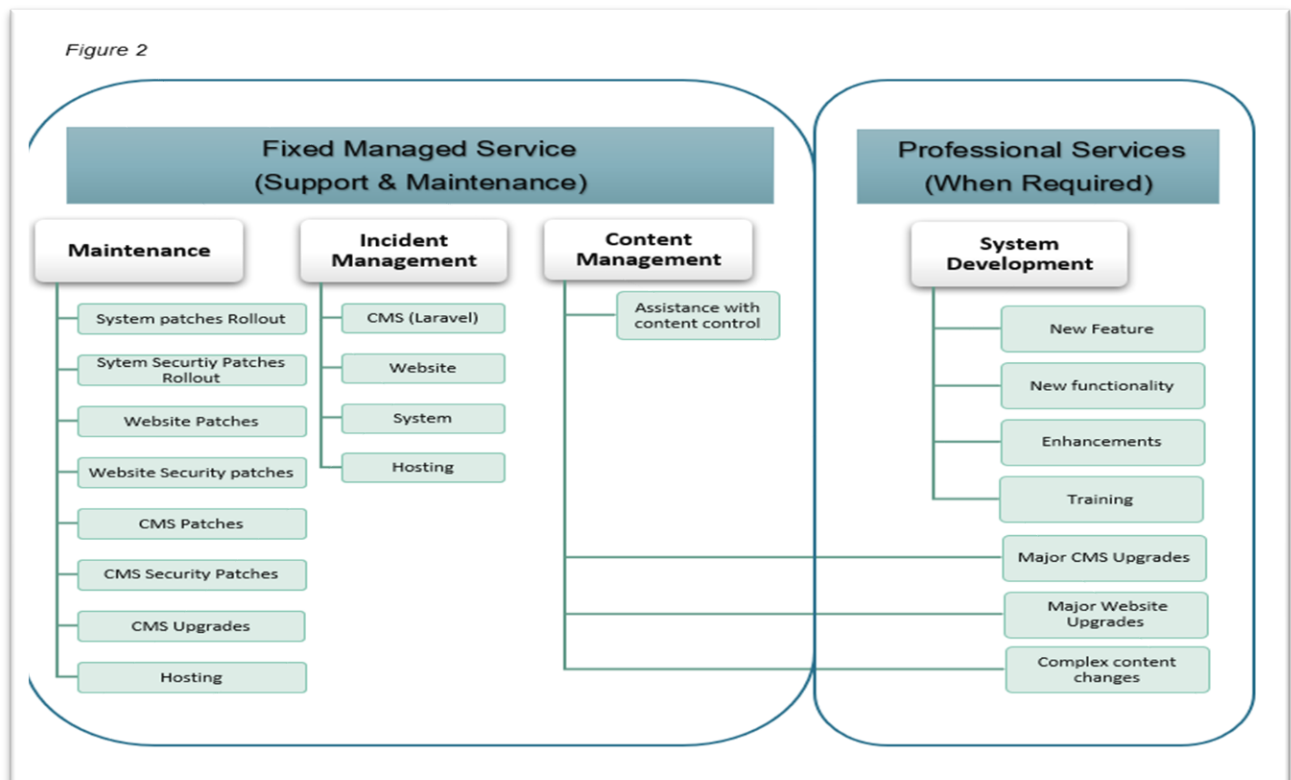 Figure 2
Fixed Managed Service
(Support & Maintenance)
Professional Services
(When Required)
Maintenance
System patches Rollout
Sytem Securtiy Patches
Rollout
Website Patches
Website Security patches
CMS Patches
CMS Security Patches
CMS Upgrades
Hosting
Incident
Management
CMS (Laravel)
Website
System
Hosting
Content
Management
Assistance with
content control
System
Development
New Feature
New functionality
Enhancements
Training
Major CMS Upgrades
Major Website
Upgrades
Complex content
changes